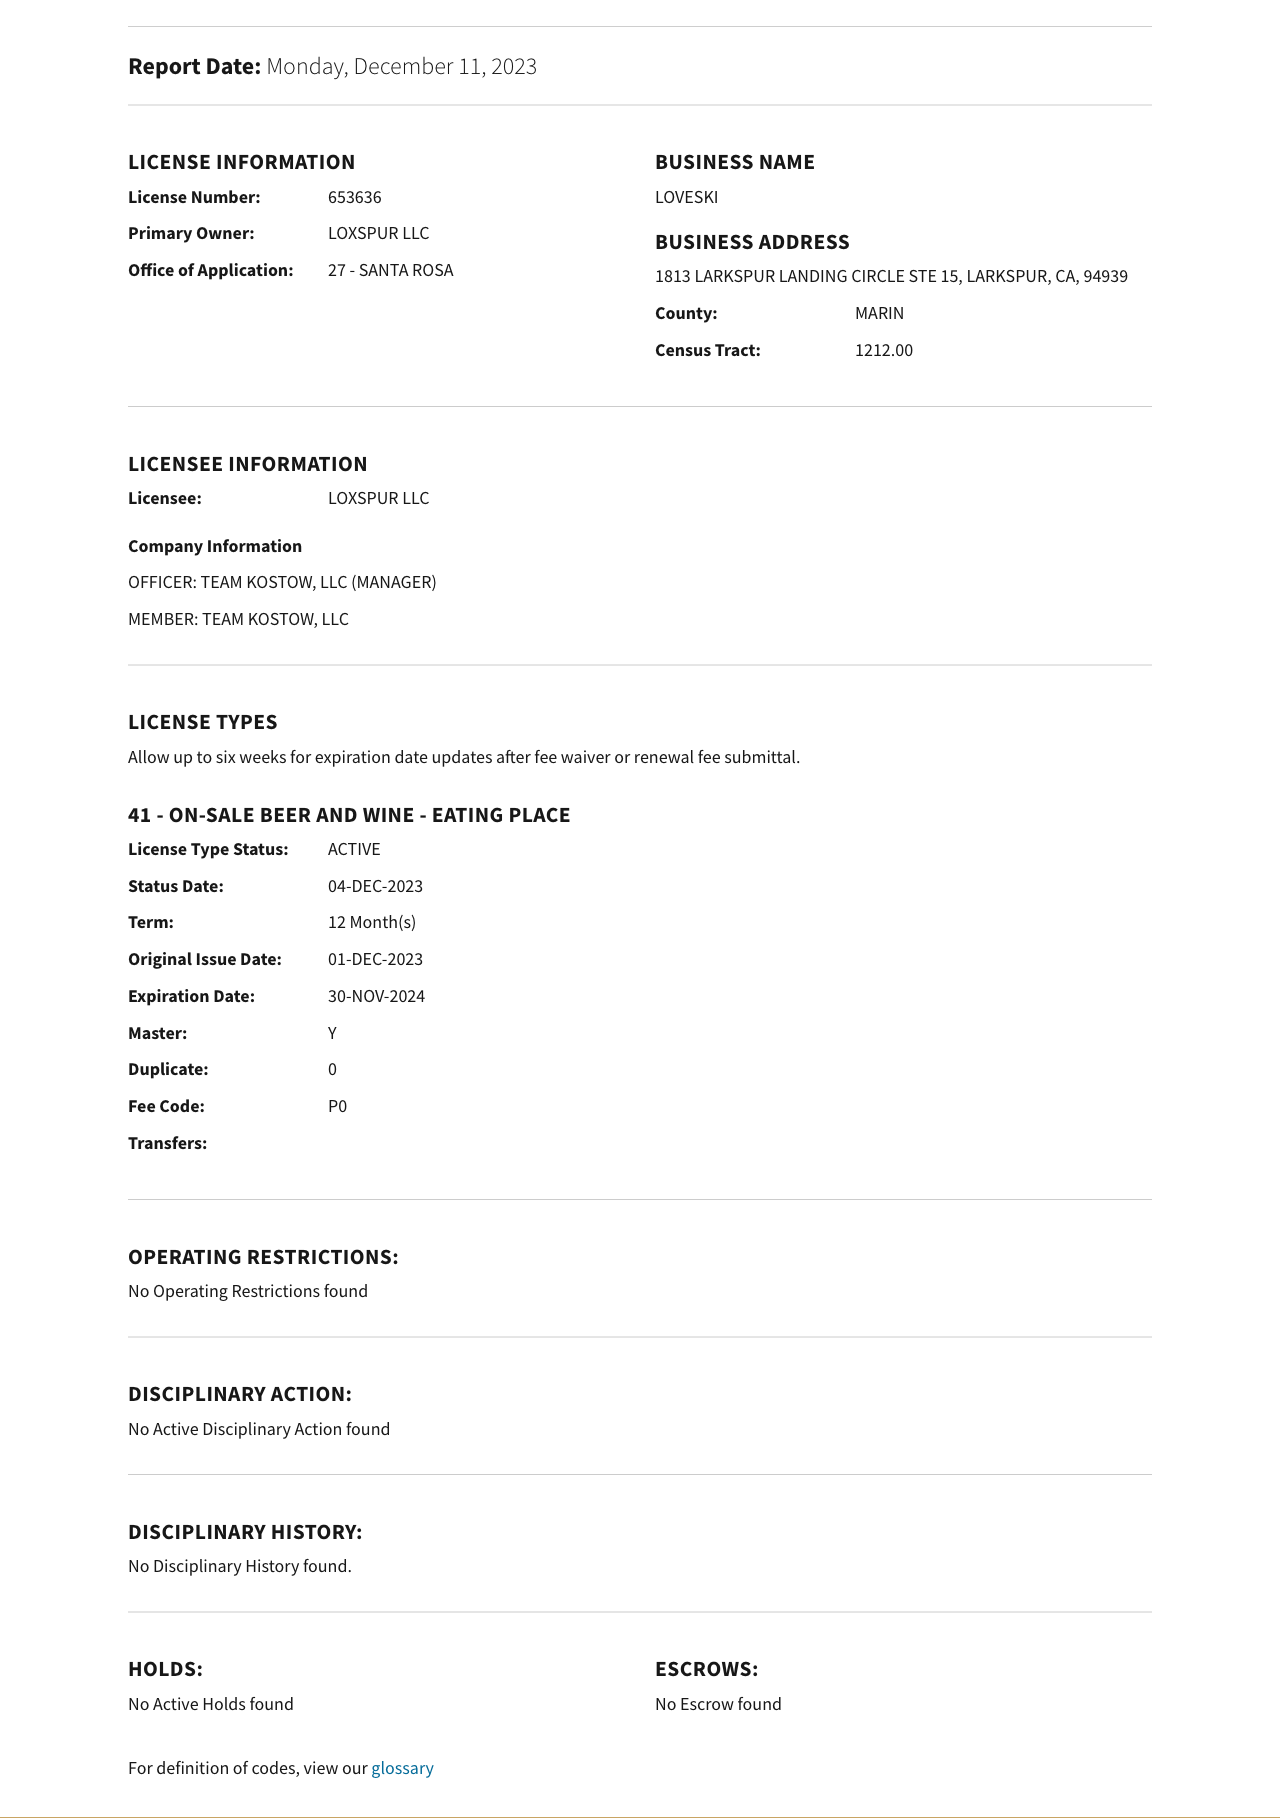 Report Date: Monday, December 11, 2023
LICENSE INFORMATION
License Number: 653636
Primary Owner: LOXSPUR LLC
Office of Application: 27 - SANTA ROSA
BUSINESS NAME
LOVESKI
BUSINESS ADDRESS
1813 LARKSPUR LANDING CIRCLE STE 15, LARKSPUR, CA, 94939
County: MARIN
Census Tract: 1212.00
LICENSEE INFORMATION
Licensee: LOXSPUR LLC
Company Information
OFFICER: TEAM KOSTOW, LLC (MANAGER)
MEMBER: TEAM KOSTOW, LLC
LICENSE TYPES
Allow up to six weeks for expiration date updates after fee waiver or renewal fee submittal.
41 - ON-SALE BEER AND WINE - EATING PLACE
License Type Status: ACTIVE
Status Date: 04-DEC-2023
Term: 12 Month(s)
Original Issue Date: 01-DEC-2023
Expiration Date: 30-NOV-2024
Master: Y
Duplicate: 0
Fee Code: P0
Transfers:
OPERATING RESTRICTIONS:
No Operating Restrictions found
DISCIPLINARY ACTION:
No Active Disciplinary Action found
DISCIPLINARY HISTORY:
No Disciplinary History found.
HOLDS:
No Active Holds found
ESCROWS:
No Escrow found
For definition of codes, view our glossary